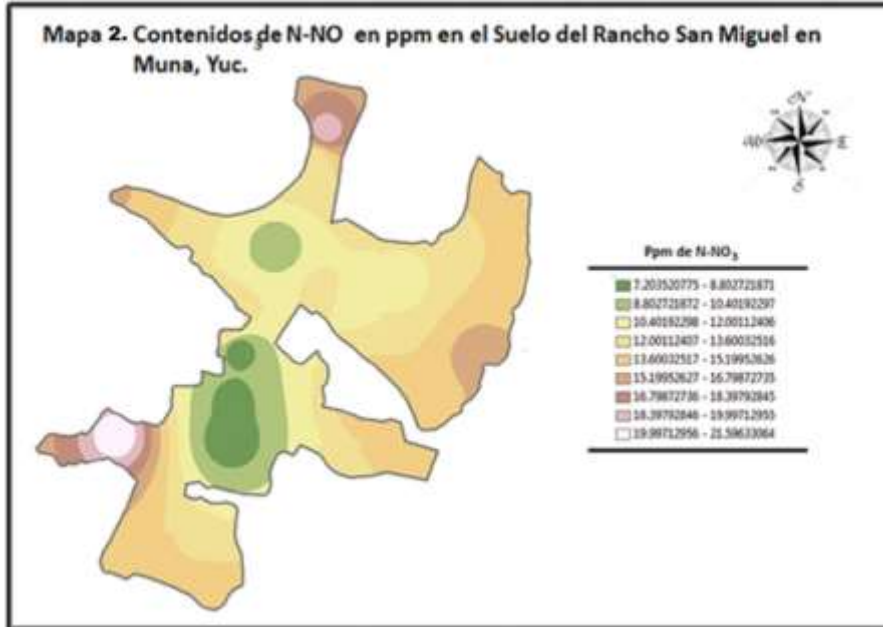 Mapa 2. Contenidos de N-NO3 en ppm en el Suelo del Rancho San Miguel en
Muna, Yuc.
N
E
S
Ppm de N-NO3
7.203520775 - 8.802721871
8.802721872 - 10.40192297
10.40192298 - 12.00112406
12.00112407 - 13.60032516
13.60032517 - 15.19952626
15.19952627 - 16.79872735
16.79872736 - 18.39792845
18.39792846 - 19.99712955
19.99712956 - 21.59633064